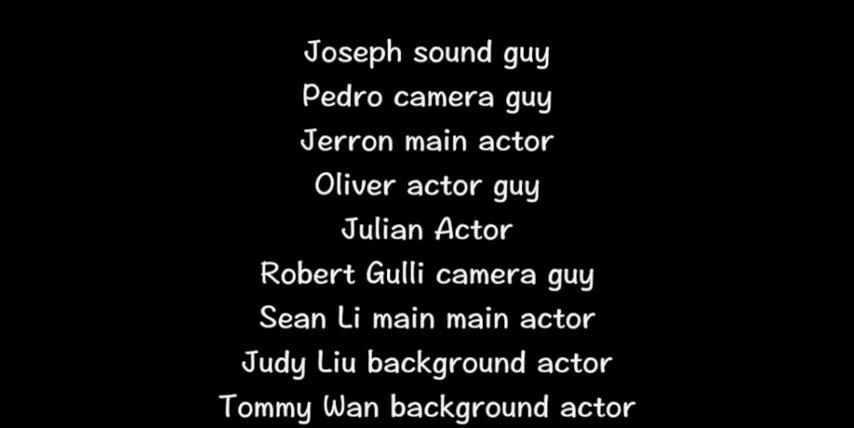 Joseph sound guy
Pedro camera guy
Jerron main actor
Oliver actor guy
Julian Actor
Robert Gulli camera guy
Sean Li main main actor
Judy Liu background actor
Tommy Wan background actor